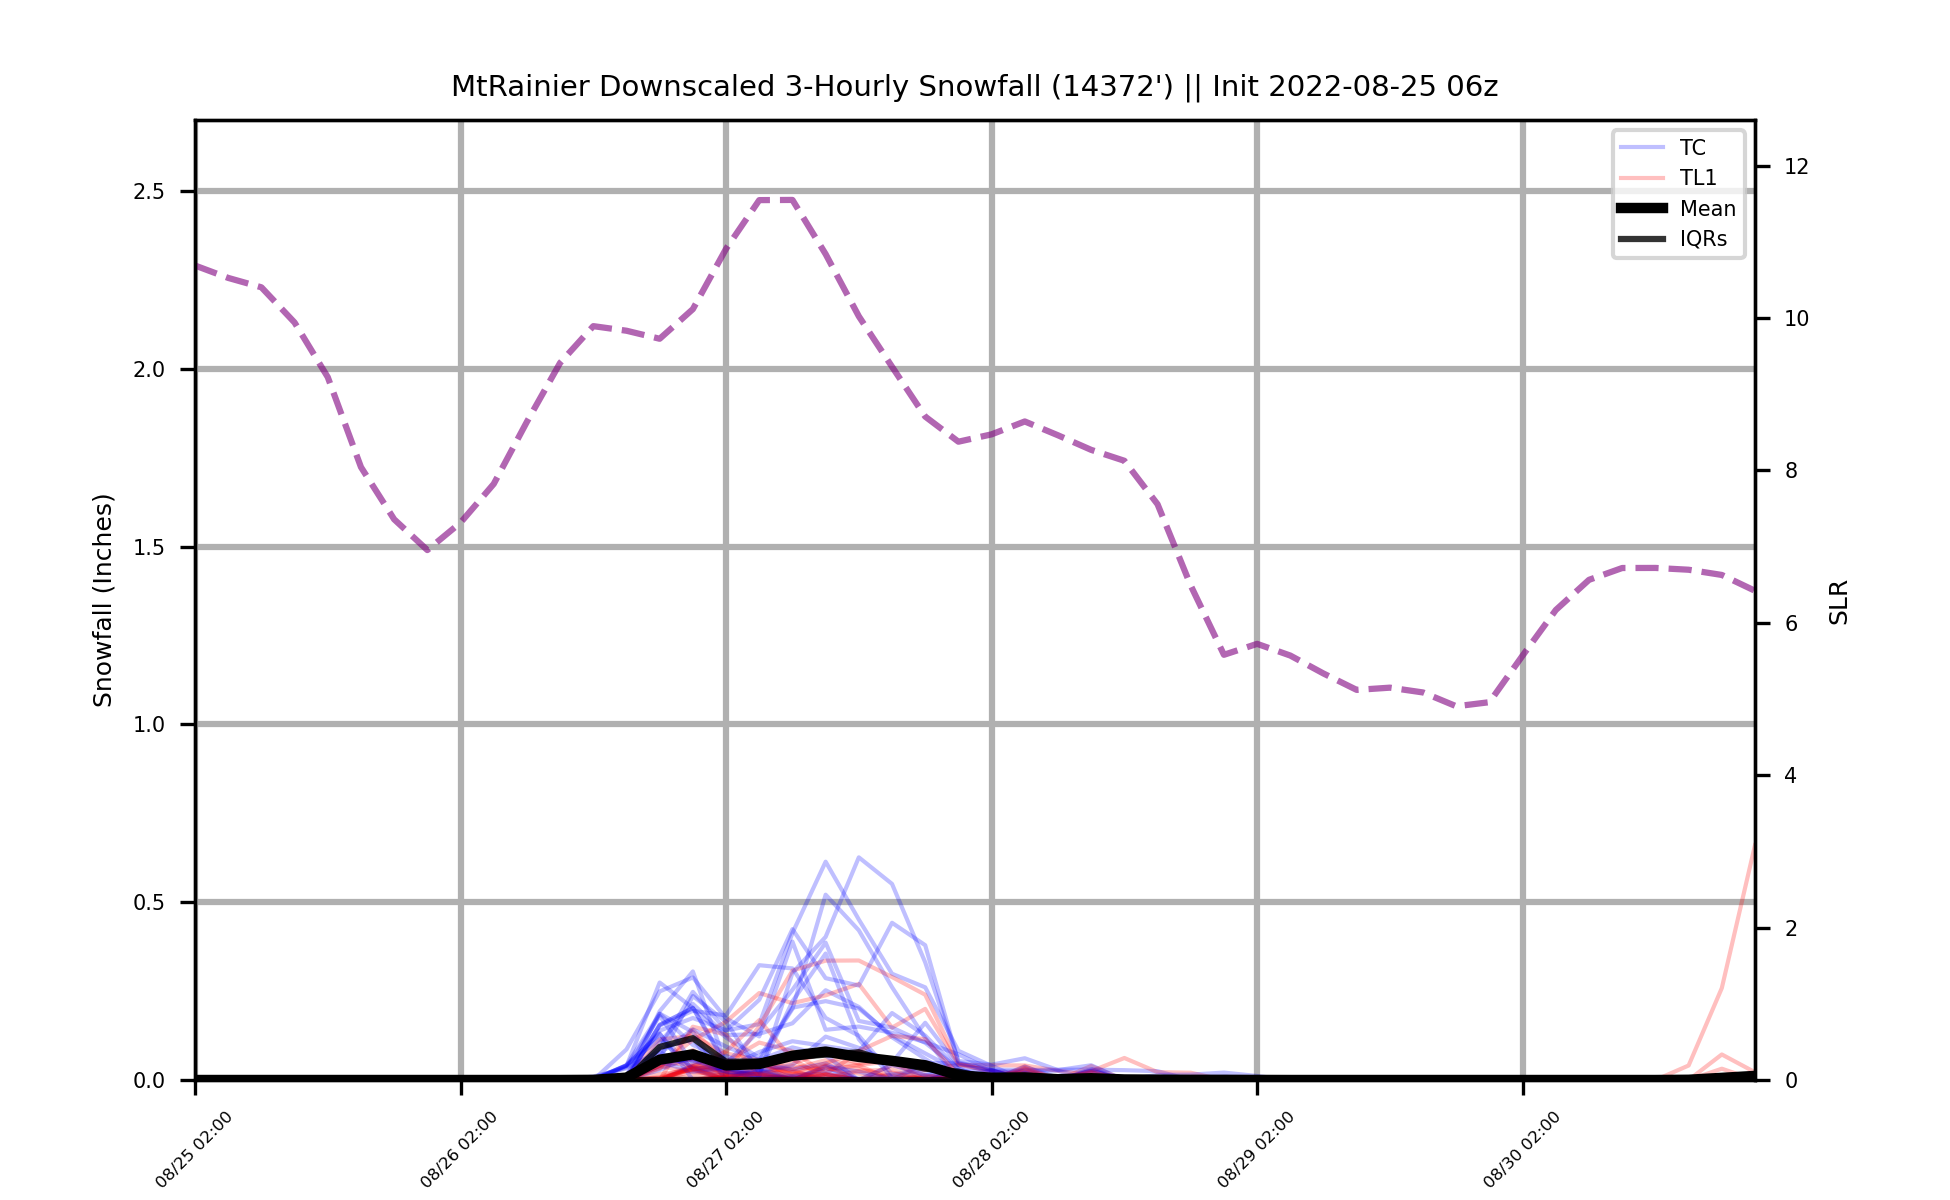 MtRainier Downscaled 3-Hourly Snowfall (14372') || Init 2022-08-25 06z
TC
TL1
Mean
IQRs
Snowfall (Inches)
2.5
2.0
1.5
1.0
0.5
0.0
12
10
8
6
4
2
0
SLR
08/25 02:00
08/26 02:00
08/27 02:00
08/28 02:00
08/29 02:00
08/30 02:00